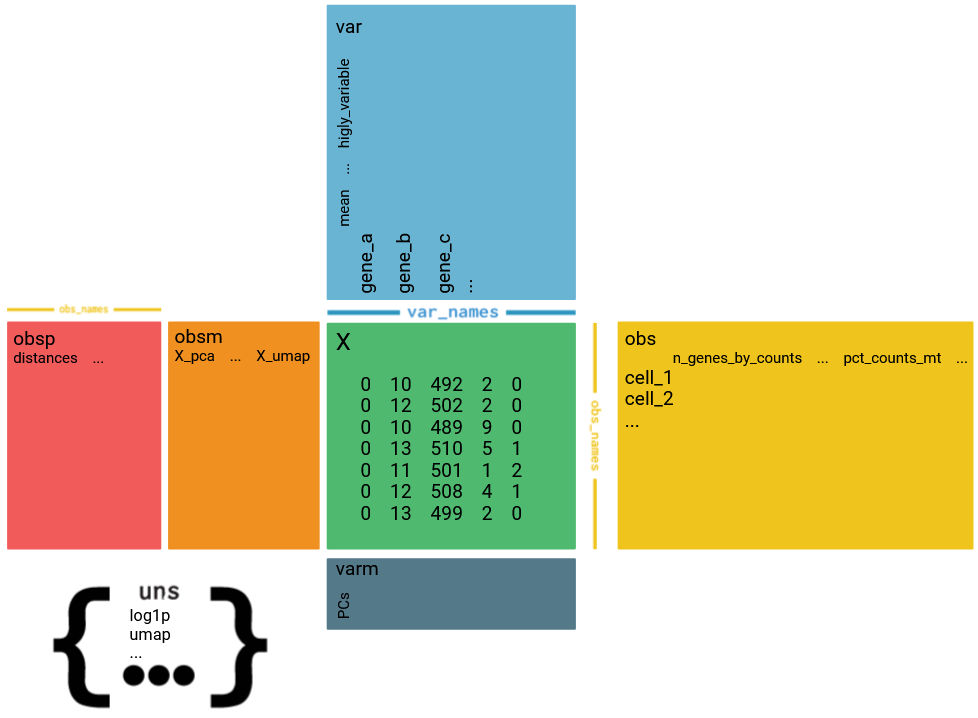 var
mean ... higly_variable
gene_a
gene_b
gene_c
...
obs_names
var_names
obsp
distances ...
obsm
X_pca ... X_umap
X
0 10 492 2 0
0 12 502 2 0
0 10 489 9 0
0 13 510 5 1
0 11 501 1 2
0 12 508 4 1
0 13 499 2 0
obs_names
obs
n_genes_by_counts ... pct_counts_mt ...
cell_1
cell_2
...
varm
PCs
uns
log1p
umap
...